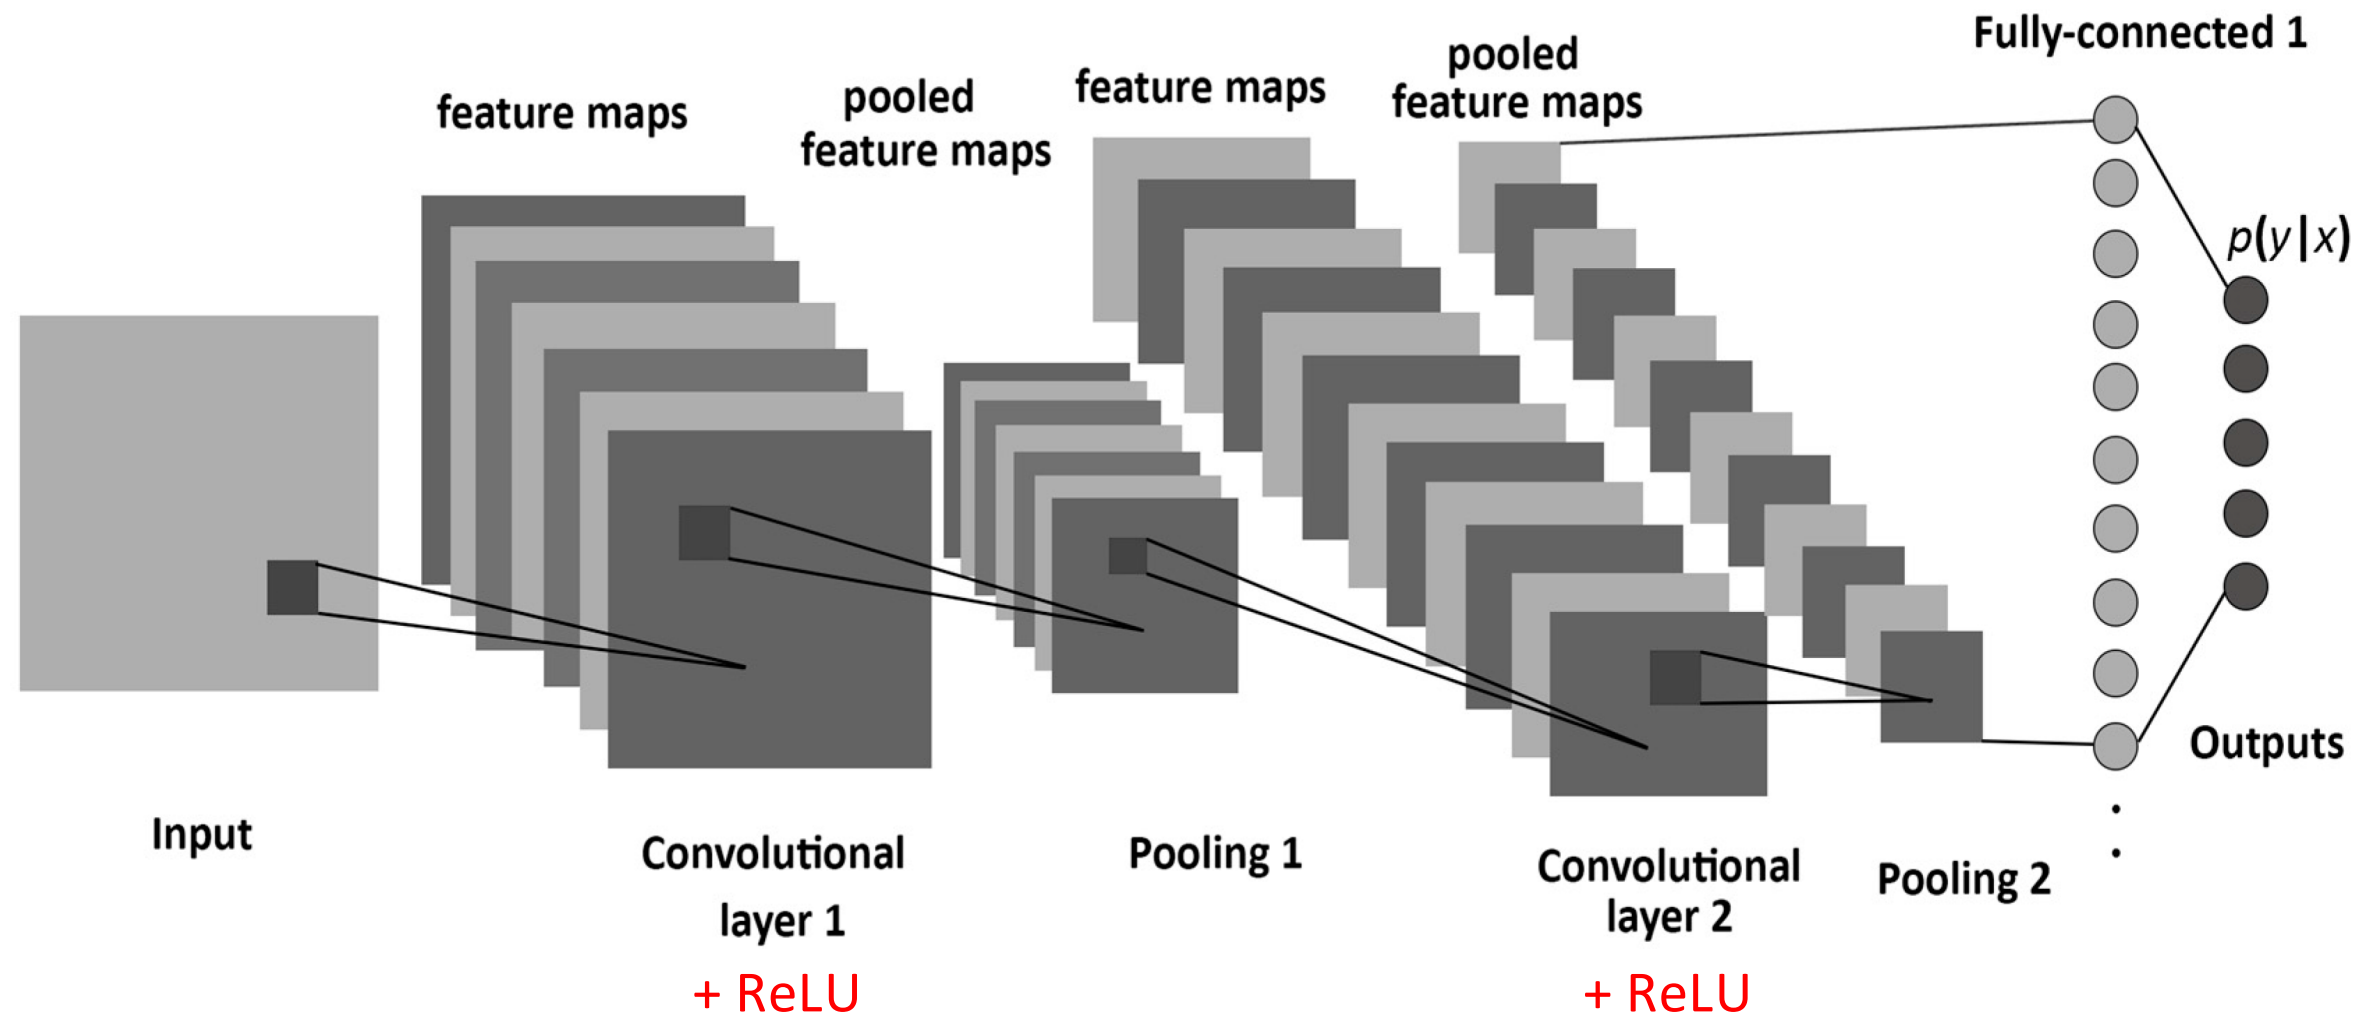 Fully-connected 1
pooled
feature maps
feature maps
pooled
feature maps
feature maps
p(y|x)
Outputs
Input
Convolutional
layer 1
+ ReLU
Pooling 1
Convolutional
layer 2
+ ReLU
Pooling 2